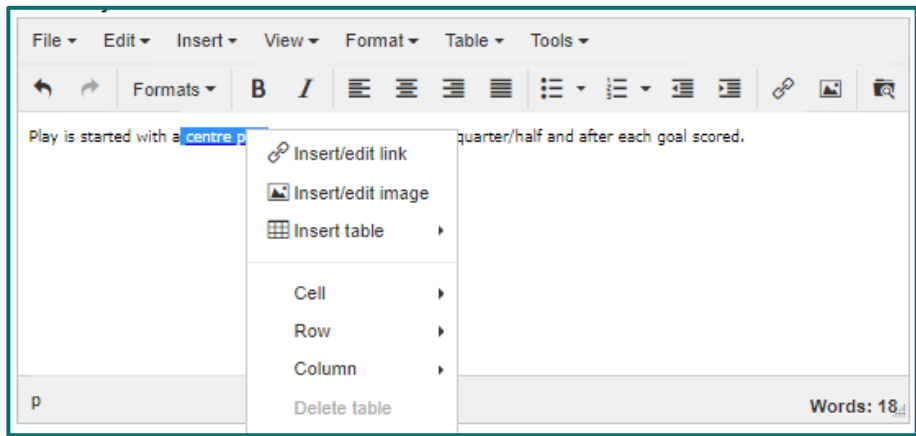 File Edit Insert View Format Table Tools
Formats B I
Play is started with a centre quarter/half and after each goal scored.
Insert/edit link
Insert/edit image
Insert table
Cell
Row
Column
Delete table
p Words: 18